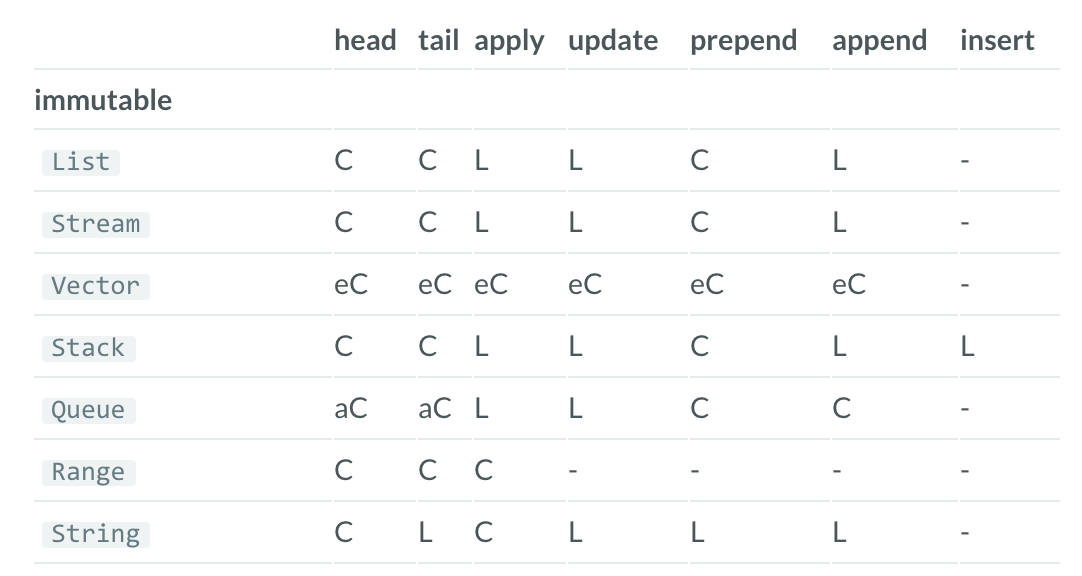 head tail apply update prepend append insert
immutable
List C C L L C L -
Stream C C L L C L -
Vector eC eC eC eC eC eC -
Stack C C L L C L L
Queue aC aC L L C C -
Range C C C - - - -
String C L C L L L -